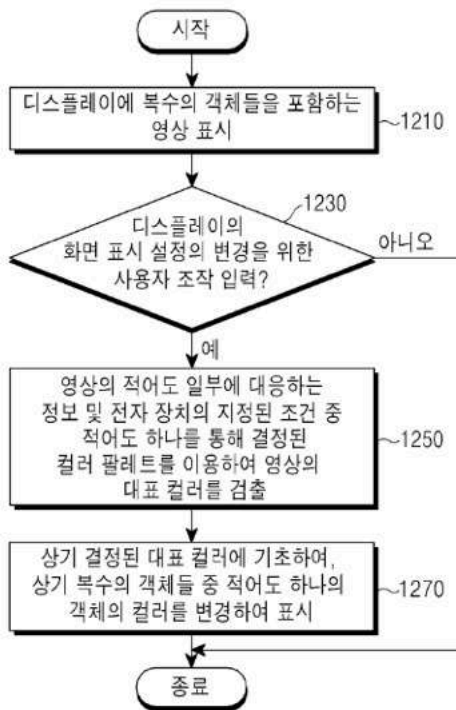 시작
디스플레이에 복수의 객체들을 포함하는
영상 표시
1210
1230
디스플레이의
화면 표시 설정의 변경을 위한
사용자 조작 입력?
아니오
예
영상의 적어도 일부에 대응하는
정보 및 전자 장치의 지정된 조건 중
적어도 하나를 통해 결정된
컬러 팔레트를 이용하여 영상의
대표 컬러를 검출
1250
상기 결정된 대표 컬러에 기초하여,
상기 복수의 객체들 중 적어도 하나의
객체의 컬러를 변경하여 표시
1270
종료